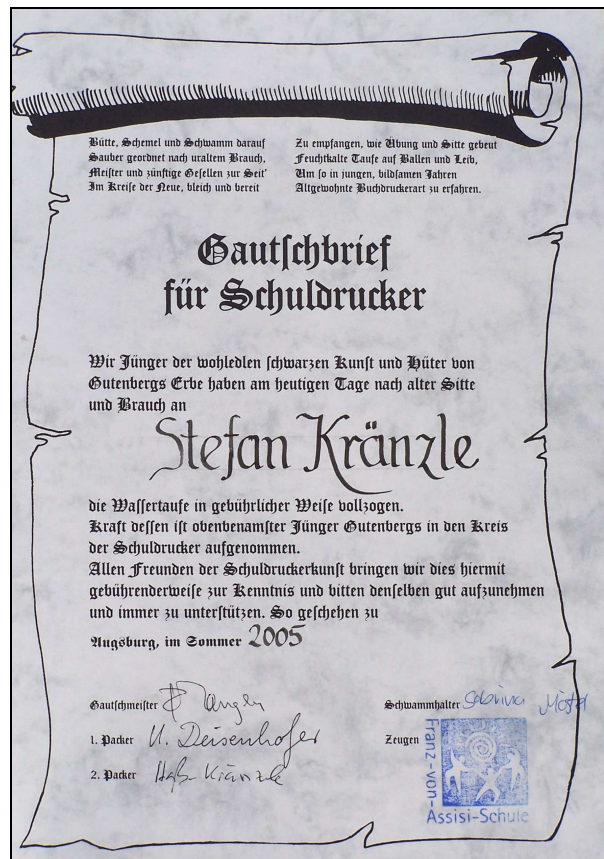 Bütte, Schemel und Schwamm darauf
Sauber geordnet nach uraltem Brauch,
Meister und zünftige Gesellen zur Seit'
Im Kreise der Neue, bleich und bereit
Zu empfangen, wie Übung und Sitte gebeut
Feuchtkalte Taufe auf Ballen und Leib,
Um so in jungen, bildsamen Jahren
Altgewohnte Buchdruckerart zu erfahren.
Gautſchbrief
für Schuldrucker
Wir Jünger der wohledlen ſchwarzen Kunſt und Hüter von
Gutenbergs Erbe haben am heutigen Tage nach alter Sitte
und Brauch an
Stefan Kränzle
die Waſſertaufe in gebührlicher Weiſe vollzogen.
Kraft deſſen iſt obenbenamſter Jünger Gutenbergs in den Kreis
der Schuldrucker aufgenommen.
Allen Freunden der Schuldruckerkunſt bringen wir dies hiermit
gebührenderweiſe zur Kenntnis und bitten denſelben gut aufzunehmen
und immer zu unterſtützen. So geſchehen zu
Augsburg, im Sommer 2005
Gautſchmeiſter
Schwammhalter Sabrina
1. Packer U. Deisenhofer
Zeugen
2. Packer Kränzle
Franz-von-
Assisi-Schule